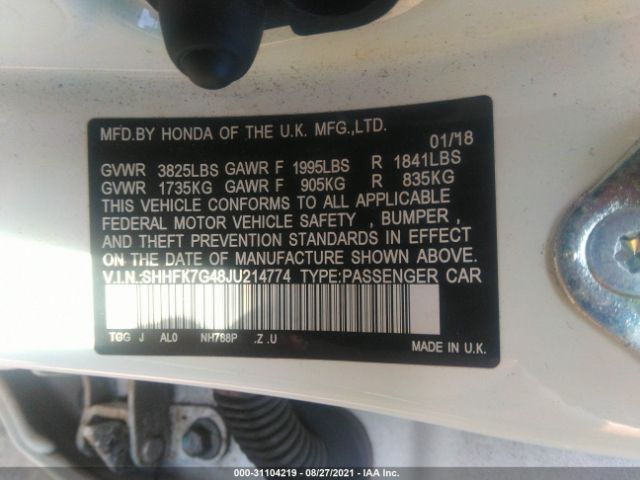 MFD.BY HONDA OF THE U.K. MFG.,LTD.
01/'18
GVWR 3825LBS GAWR F 1995LBS R 1841LBS
GVWR 1735KG GAWR F 905KG R 835KG
THIS VEHICLE CONFORMS TO ALL APPLICABLE
FEDERAL MOTOR VEHICLE SAFETY , BUMPER ,
AND THEFT PREVENTION STANDARDS IN EFFECT
ON THE DATE OF MANUFACTURE SHOWN ABOVE.
V.I.N.:SHHFK7G48JU214774 TYPE:PASSENGER CAR
TGG J AL0 NH788P .Z .U
MADE IN U.K.
000-31104219 - 08/27/2021 - IAA Inc.